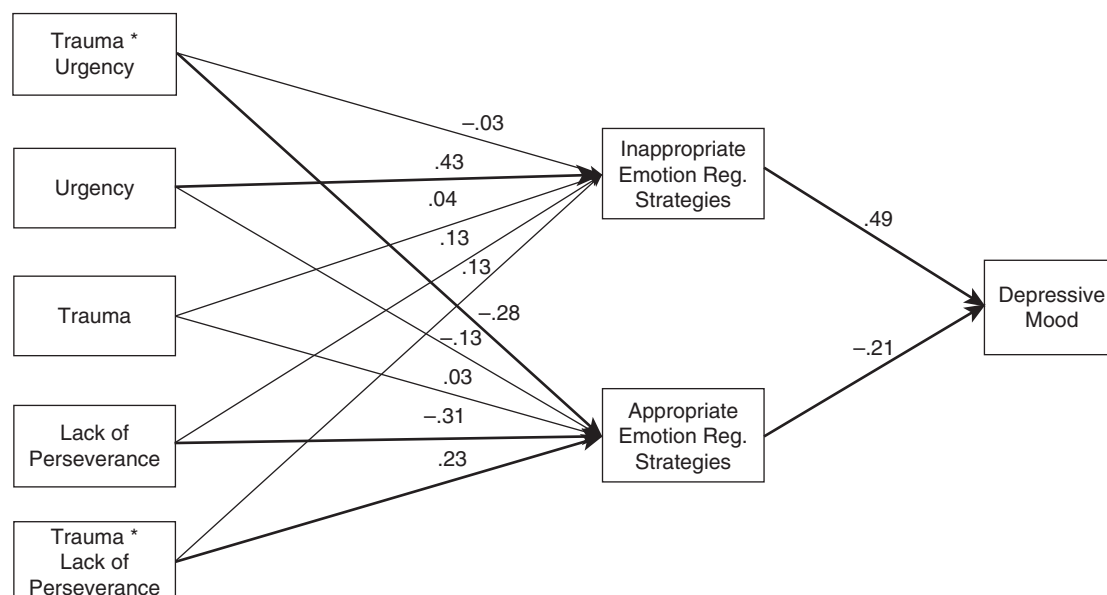 Trauma *
Urgency
Urgency
Trauma
Lack of
Perseverance
Trauma *
Lack of
Perseverance
–.03
.43
.04
.13
.13
–.28
–.13
.03
–.31
.23
Inappropriate
Emotion Reg.
Strategies
Appropriate
Emotion Reg.
Strategies
.49
–.21
Depressive
Mood